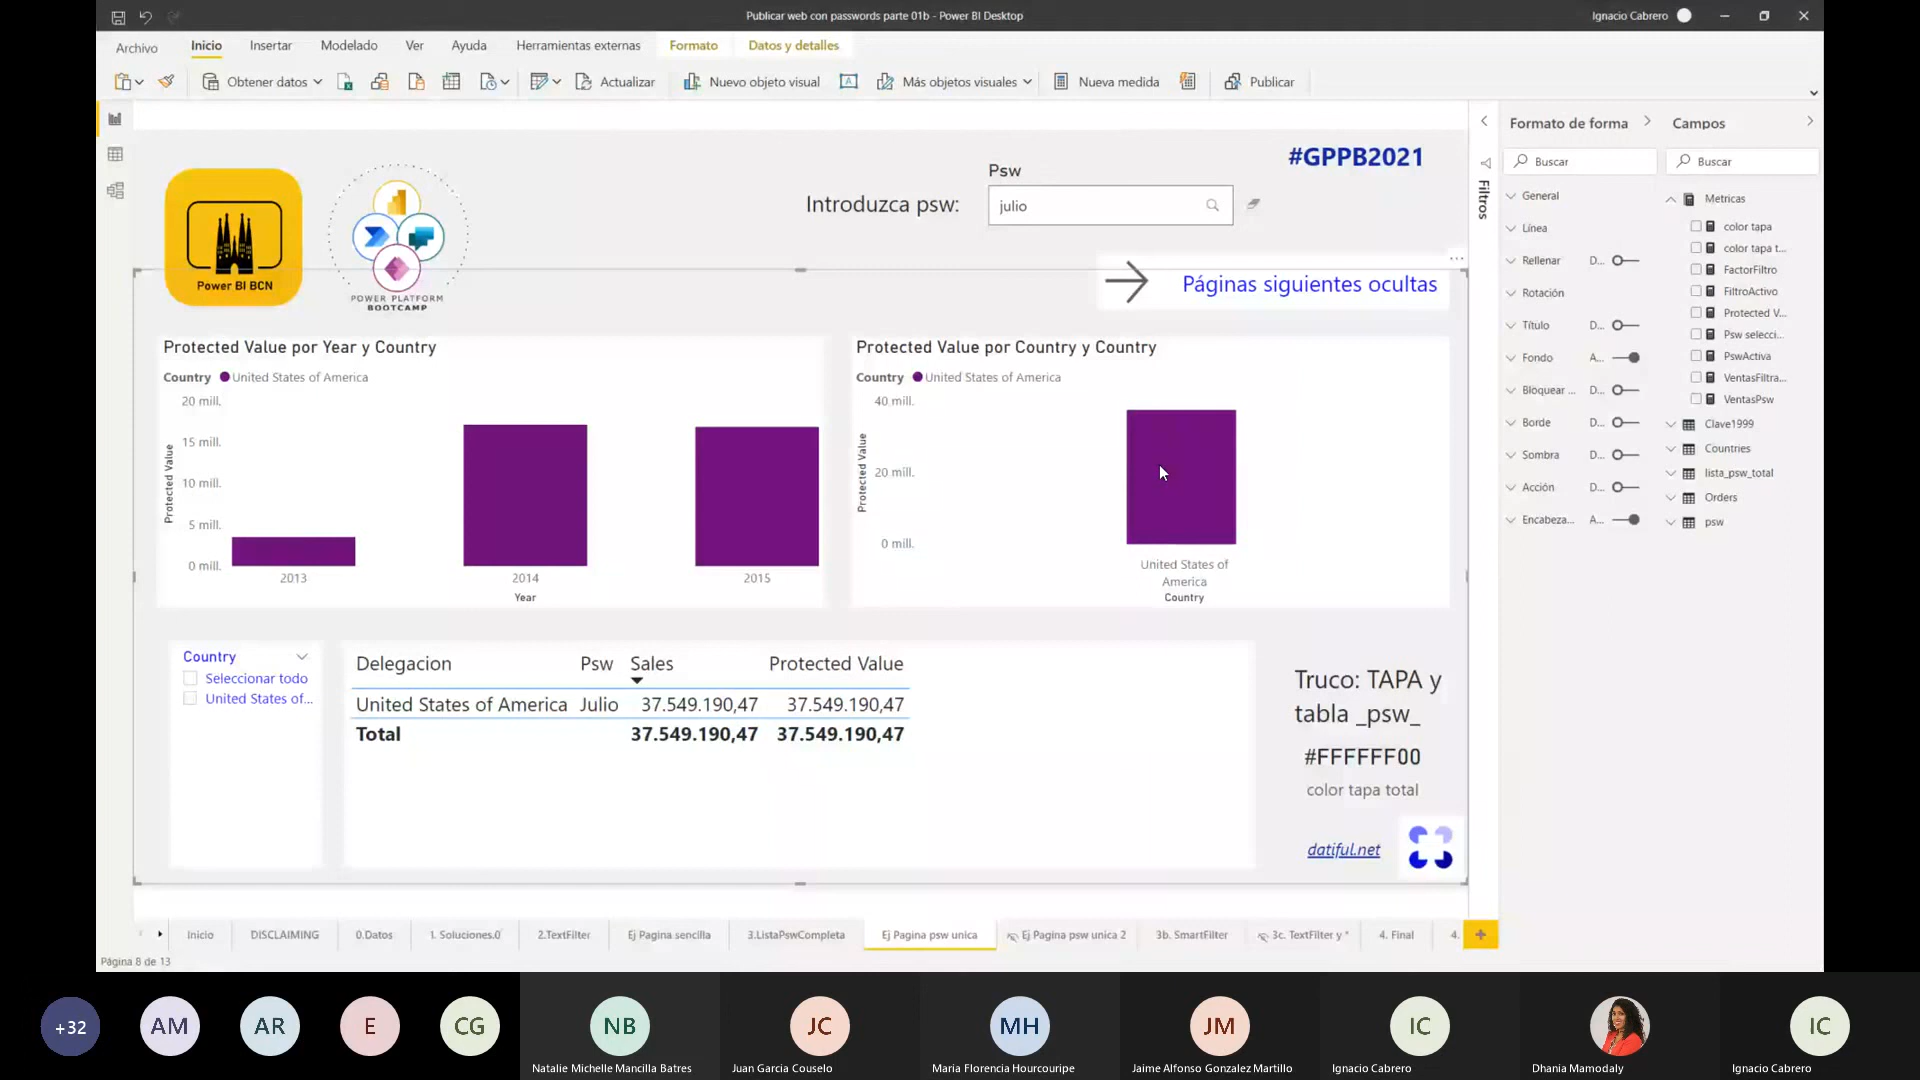 Publicar web con passwords parte 01b - Power BI Desktop
Ignacio Cabrero
Archivo
Inicio
Insertar
Modelado
Ver
Ayuda
Herramientas externas
Formato
Datos y detalles
Obtener datos
Actualizar
Nuevo objeto visual
Más objetos visuales
Nueva medida
Publicar
Power BI BCN
POWER PLATFORM
BOOTCAMP
Introduzca psw:
Psw
julio
#GPPB2021
Páginas siguientes ocultas
Protected Value por Year y Country
Country United States of America
20 mill.
15 mill.
10 mill.
5 mill.
0 mill.
Protected Value
2013
2014
2015
Year
Protected Value por Country y Country
Country United States of America
40 mill.
20 mill.
0 mill.
Protected Value
United States of
America
Country
Country
Seleccionar todo
United States of...
Delegacion Psw Sales Protected Value
United States of America Julio 37.549.190,47 37.549.190,47
Total 37.549.190,47 37.549.190,47
Truco: TAPA y
tabla _psw_
#FFFFFF00
color tapa total
datiful.net
Filtros
Formato de forma
Buscar
General
Línea
Rellenar D...
Rotación
Título D...
Fondo A...
Bloquear ... D...
Borde D...
Sombra D...
Acción D...
Encabeza... A...
Campos
Buscar
Metricas
color tapa
color tapa t...
FactorFiltro
FiltroActivo
Protected V...
Psw selecci...
PswActiva
VentasFiltra...
VentasPsw
Clave1999
Countries
lista_psw_total
Orders
psw
Inicio
DISCLAIMING
0.Datos
1. Soluciones.0
2.TextFilter
Ej Pagina sencilla
3.ListaPswCompleta
Ej Pagina psw unica
Ej Pagina psw unica 2
3b. SmartFilter
3c. TextFilter y *
4. Final
4.
+
Página 8 de 13
+32
AM
AR
E
CG
NB
JC
MH
JM
IC
IC
Natalie Michelle Mancilla Batres
Juan Garcia Couselo
Maria Florencia Hourcouripe
Jaime Alfonso Gonzalez Martillo
Ignacio Cabrero
Dhania Mamodaly
Ignacio Cabrero